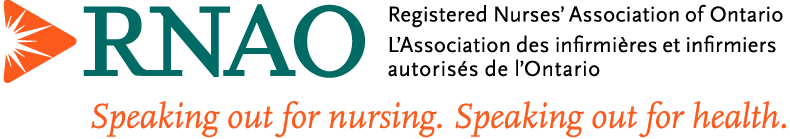 RNAO
Registered Nurses' Association of Ontario
L'Association des infirmières et infirmiers
autorisés de l'Ontario
Speaking out for nursing. Speaking out for health.